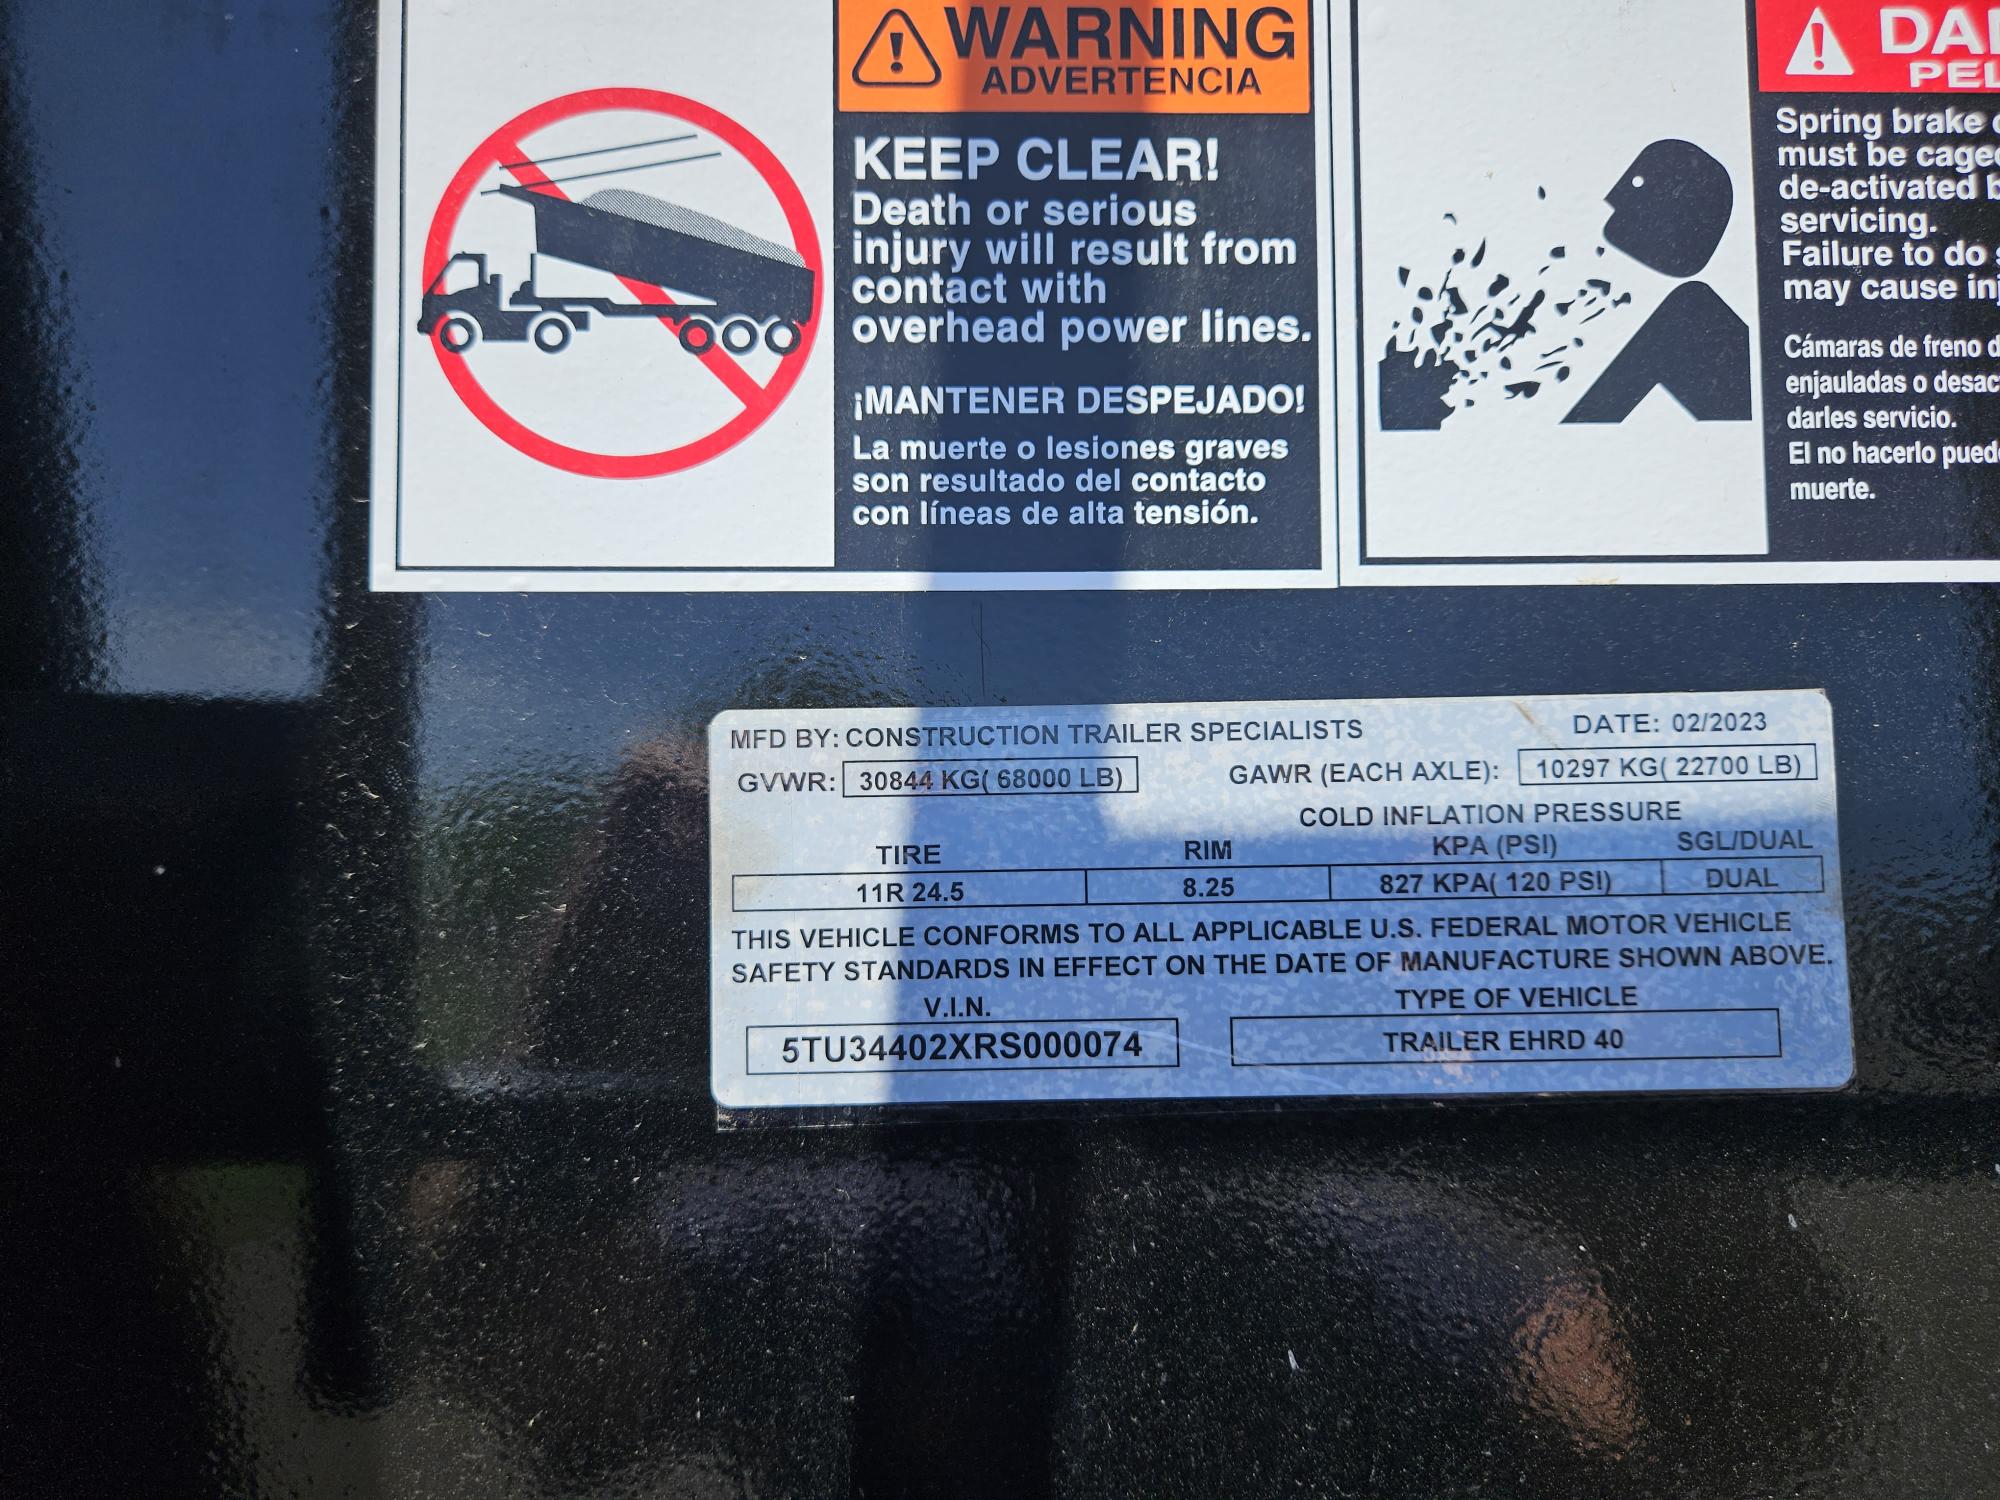 WARNING
ADVERTENCIA
KEEP CLEAR!
Death or serious
injury will result from
contact with
overhead power lines.
¡MANTENER DESPEJADO!
La muerte o lesiones graves
son resultado del contacto
con líneas de alta tensión.
Spring brake
must be
de-activated
servicing.
Failure to do
may cause
Cámaras de freno
enjauladas o
darles servicio.
El no hacerlo
muerte.
MFD BY: CONSTRUCTION TRAILER SPECIALISTS DATE: 02/2023
GVWR: 30844 KG( 68000 LB) GAWR (EACH AXLE): 10297 KG( 22700 LB)
COLD INFLATION PRESSURE
TIRE RIM KPA (PSI) SGL/DUAL
11R 24.5 8.25 827 KPA( 120 PSI) DUAL
THIS VEHICLE CONFORMS TO ALL APPLICABLE U.S. FEDERAL MOTOR VEHICLE
SAFETY STANDARDS IN EFFECT ON THE DATE OF MANUFACTURE SHOWN ABOVE.
V.I.N. TYPE OF VEHICLE
5TU34402XRS000074 TRAILER EHRD 40